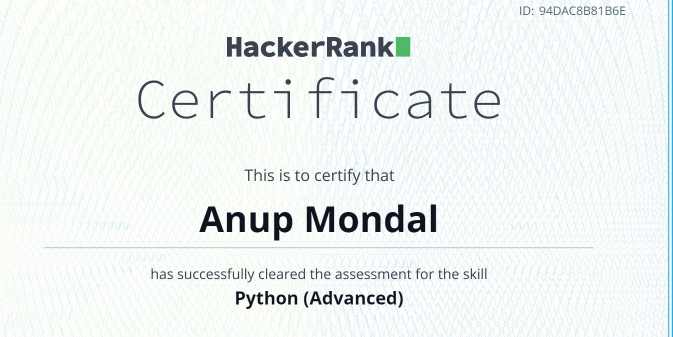 ID: 94DAC8B81B6E
HackerRank
Certificate
This is to certify that
Anup Mondal
has successfully cleared the assessment for the skill
Python (Advanced)